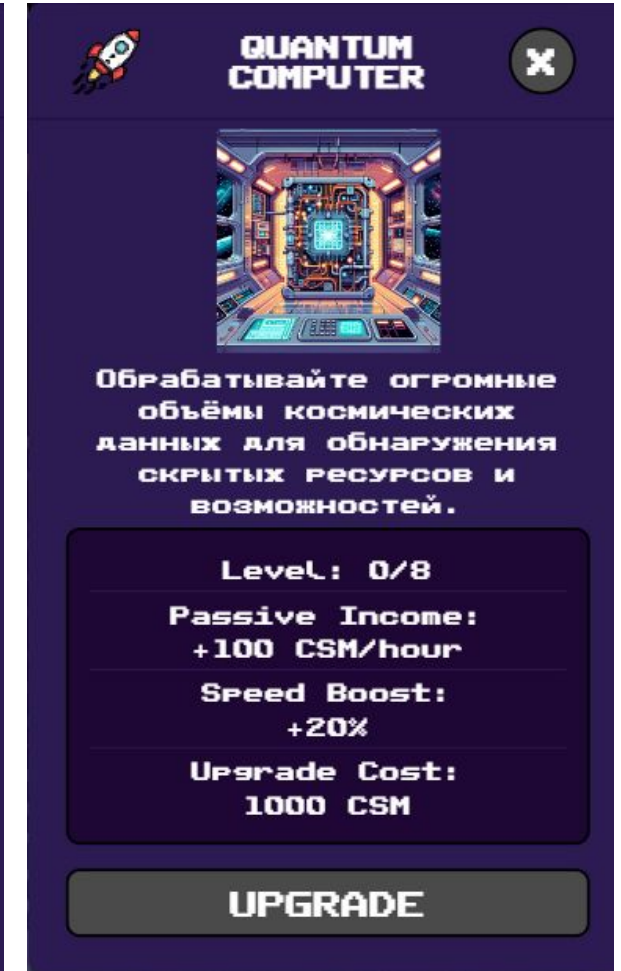 QUANTUM
COMPUTER
Обрабатывайте огромные
объёмы космических
данных для обнаружения
скрытых ресурсов и
возможностей.
Level: 0/8
Passive Income:
+100 CSM/hour
Speed Boost:
+20%
Upgrade Cost:
1000 CSM
UPGRADE